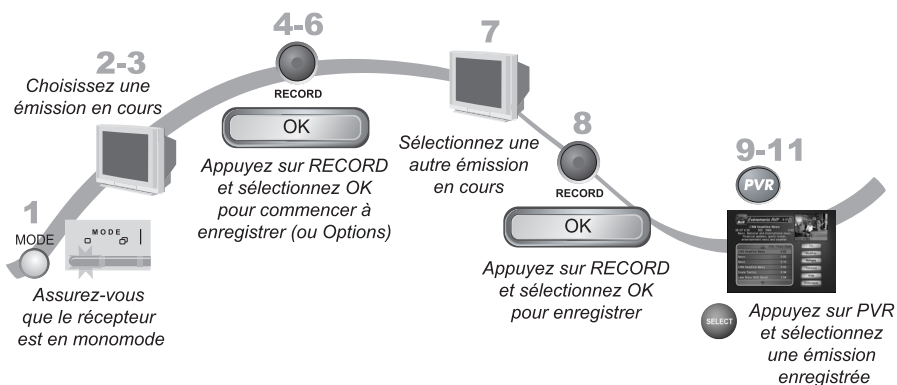 1
MODE
MODE
Assurez-vous
que le récepteur
est en monomode
2-3
Choisissez une
émission en cours
4-6
RECORD
OK
Appuyez sur RECORD
et sélectionnez OK
pour commencer à
enregistrer (ou Options)
7
Sélectionnez une
autre émission
en cours
8
RECORD
OK
Appuyez sur RECORD
et sélectionnez OK
pour enregistrer
9-11
PVR
SELECT
Appuyez sur PVR
et sélectionnez
une émission
enregistrée